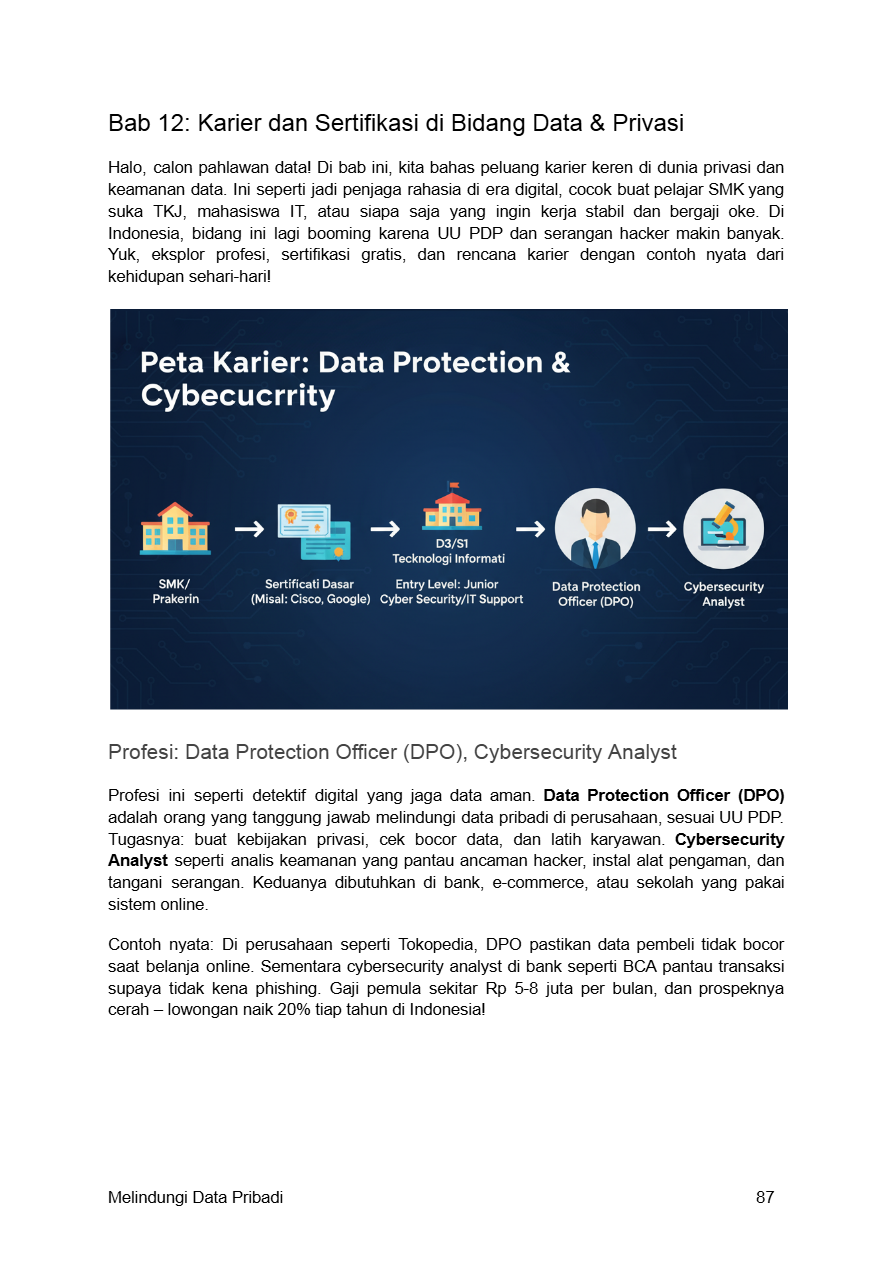 Bab 12: Karier dan Sertifikasi di Bidang Data & Privasi
Halo, calon pahlawan data! Di bab ini, kita bahas peluang karier keren di dunia privasi dan
keamanan data. Ini seperti jadi penjaga rahasia di era digital, cocok buat pelajar SMK yang
suka TKJ, mahasiswa IT, atau siapa saja yang ingin kerja stabil dan bergaji oke. Di
Indonesia, bidang ini lagi booming karena UU PDP dan serangan hacker makin banyak.
Yuk, eksplor profesi, sertifikasi gratis, dan rencana karier dengan contoh nyata dari
kehidupan sehari-hari!
Peta Karier: Data Protection &
Cybecucrrity
SMK/
Prakerin
Sertificati Dasar
(Misal: Cisco, Google)
D3/S1
Tecknologi Informati
Entry Level: Junior
Cyber Security/IT Support
Data Protection
Officer (DPO)
Cybersecurity
Analyst
Profesi: Data Protection Officer (DPO), Cybersecurity Analyst
Profesi ini seperti detektif digital yang jaga data aman. Data Protection Officer (DPO)
adalah orang yang tanggung jawab melindungi data pribadi di perusahaan, sesuai UU PDP.
Tugasnya: buat kebijakan privasi, cek bocor data, dan latih karyawan. Cybersecurity
Analyst seperti analis keamanan yang pantau ancaman hacker, instal alat pengaman, dan
tangani serangan. Keduanya dibutuhkan di bank, e-commerce, atau sekolah yang pakai
sistem online.
Contoh nyata: Di perusahaan seperti Tokopedia, DPO pastikan data pembeli tidak bocor
saat belanja online. Sementara cybersecurity analyst di bank seperti BCA pantau transaksi
supaya tidak kena phishing. Gaji pemula sekitar Rp 5-8 juta per bulan, dan prospeknya
cerah – lowongan naik 20% tiap tahun di Indonesia!
Melindungi Data Pribadi
87